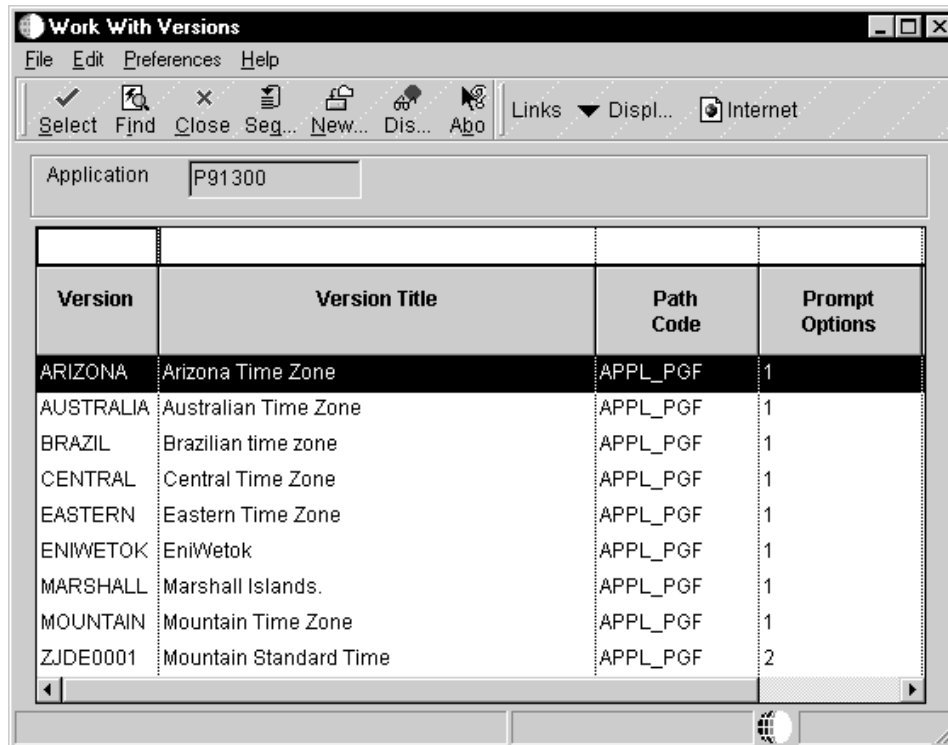 Work With Versions
File Edit Preferences Help
Select Find Close Seq... New... Dis... Abo Links Displ... Internet
Application P91300
Version Version Title Path Code Prompt Options
ARIZONA Arizona Time Zone APPL_PGF 1
AUSTRALIA Australian Time Zone APPL_PGF 1
BRAZIL Brazilian time zone APPL_PGF 1
CENTRAL Central Time Zone APPL_PGF 1
EASTERN Eastern Time Zone APPL_PGF 1
ENIWETOK EniWetok APPL_PGF 1
MARSHALL Marshall Islands. APPL_PGF 1
MOUNTAIN Mountain Time Zone APPL_PGF 1
ZJDE0001 Mountain Standard Time APPL_PGF 2